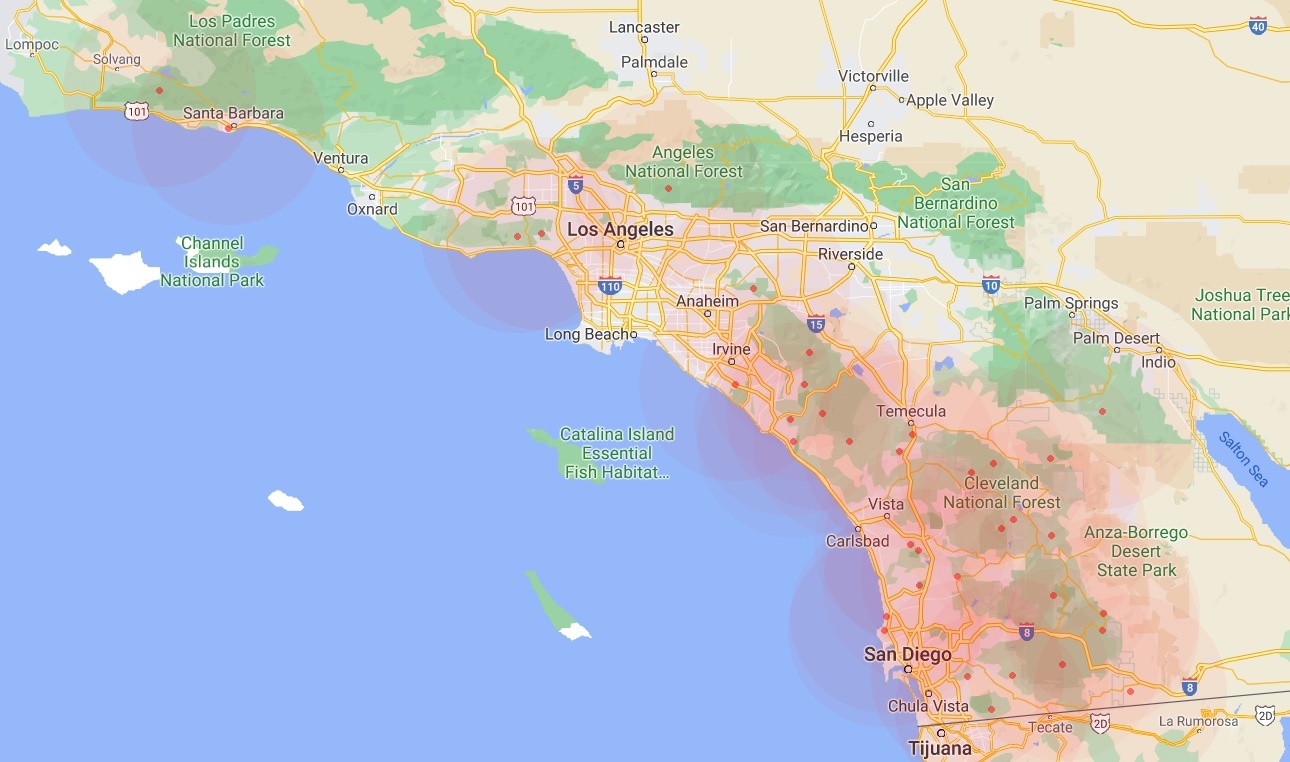 Los Padres
National Forest
Lompoc
Solvang
101
Santa Barbara
Ventura
Oxnard
Channel
Islands
National Park
Lancaster
Palmdale
Victorville
Apple Valley
Hesperia
40
Angeles
National Forest
5
101
Los Angeles
San
Bernardino
National Forest
San Bernardino
Riverside
110
Anaheim
10
Palm Springs
Joshua Tree
National Park
Long Beach
15
Irvine
Palm Desert
Indio
Temecula
Salton Sea
Catalina Island
Essential
Fish Habitat...
Cleveland
National Forest
Vista
Carlsbad
Anza-Borrego
Desert
State Park
8
San Diego
8
Chula Vista
Tecate
2D
La Rumorosa
2D
Tijuana